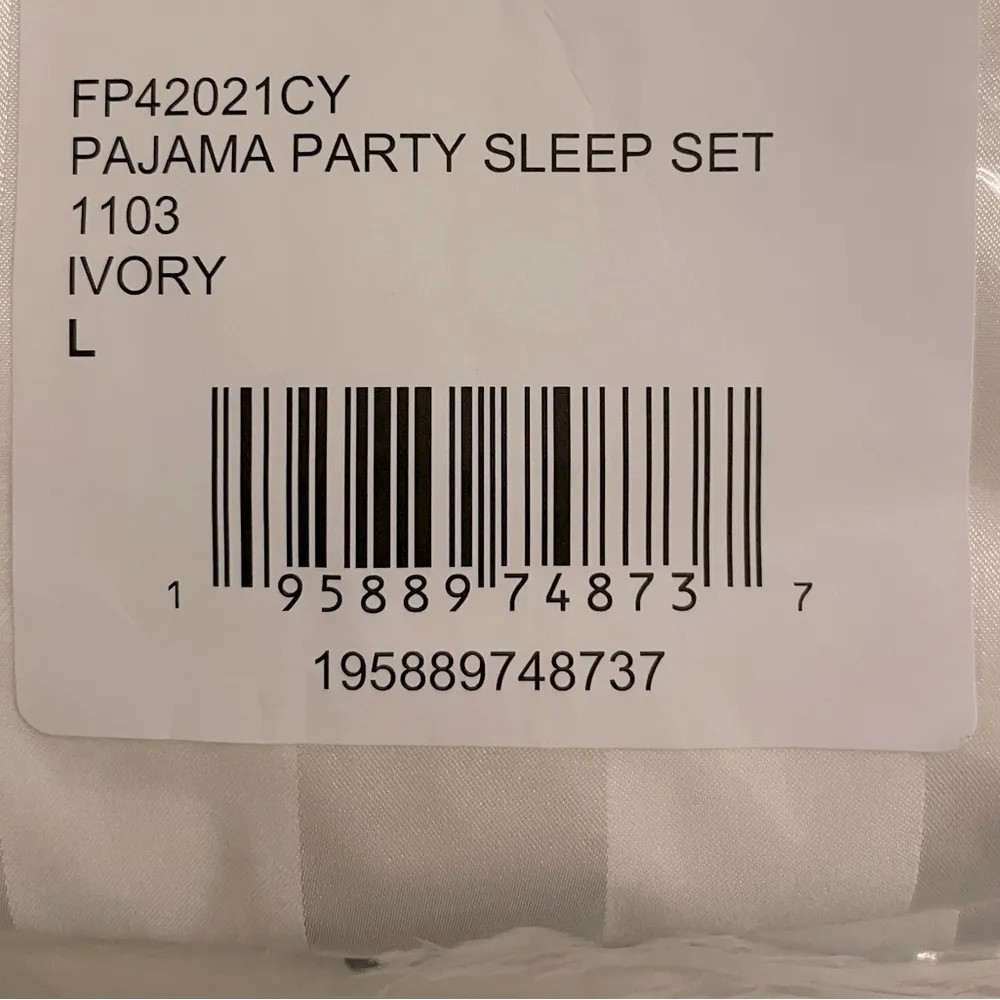 FP42021CY
PAJAMA PARTY SLEEP SET
1103
IVORY
L
1 95889 74873 7
195889748737